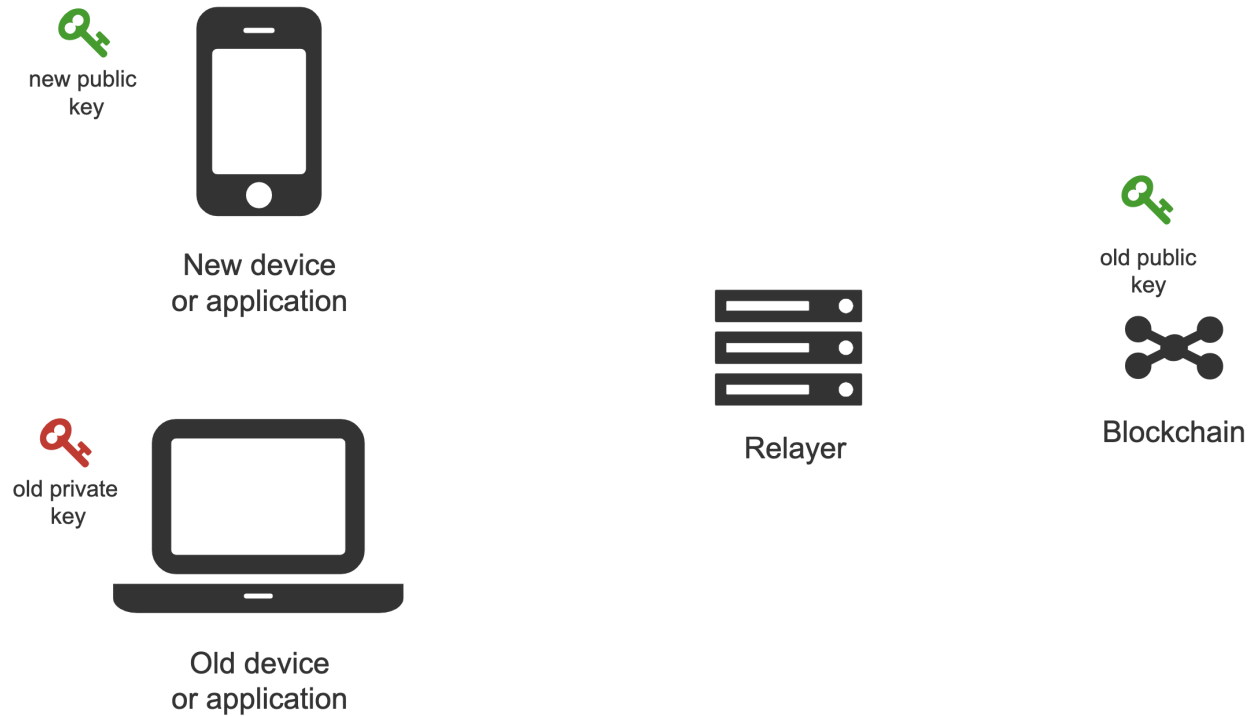 new public
key
New device
or application
old public
key
Relayer
Blockchain
old private
key
Old device
or application